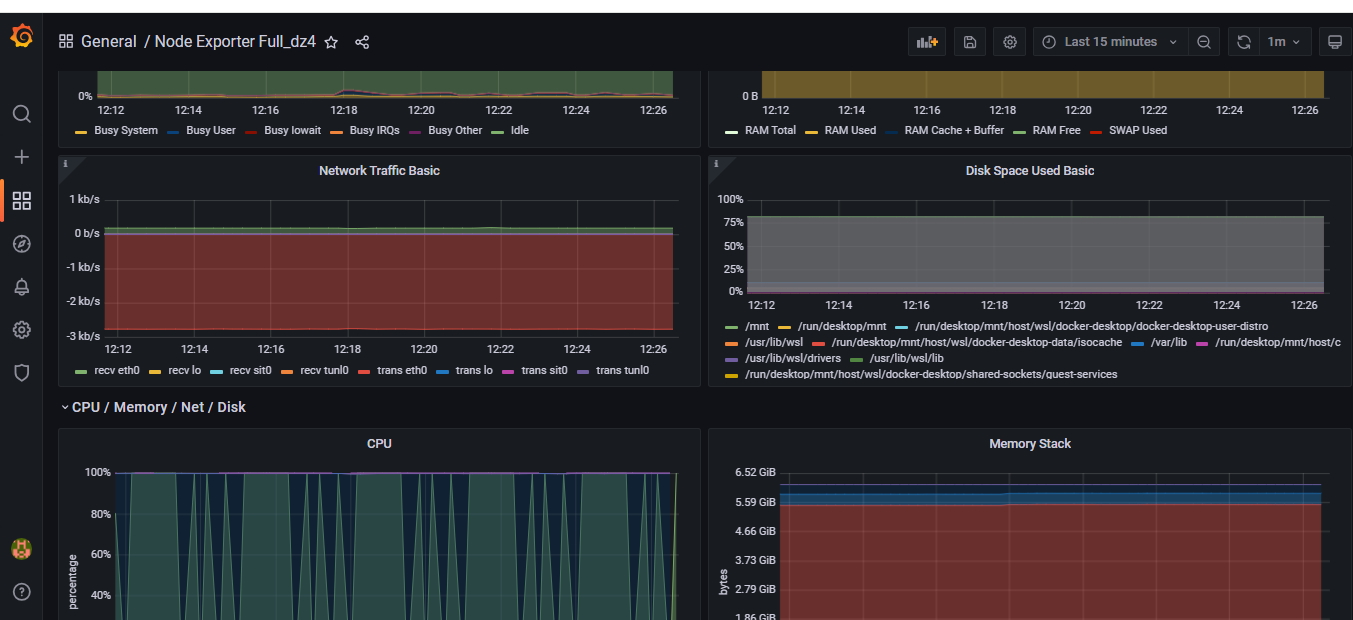 General / Node Exporter Full_dz4
Last 15 minutes
1m
0%
12:12 12:14 12:16 12:18 12:20 12:22 12:24 12:26
Busy System Busy User Busy Iowait Busy IRQs Busy Other Idle
0 B
12:12 12:14 12:16 12:18 12:20 12:22 12:24 12:26
RAM Total RAM Used RAM Cache + Buffer RAM Free SWAP Used
Network Traffic Basic
1 kb/s
0 b/s
-1 kb/s
-2 kb/s
-3 kb/s
12:12 12:14 12:16 12:18 12:20 12:22 12:24 12:26
recv eth0 recv lo recv sit0 recv tunl0 trans eth0 trans lo trans sit0 trans tunl0
Disk Space Used Basic
100%
75%
50%
25%
0%
12:12 12:14 12:16 12:18 12:20 12:22 12:24 12:26
/mnt /run/desktop/mnt /run/desktop/mnt/host/wsl/docker-desktop/docker-desktop-user-distro
/usr/lib/wsl /run/desktop/mnt/host/wsl/docker-desktop-data/isocache /var/lib /run/desktop/mnt/host/c
/usr/lib/wsl/drivers /usr/lib/wsl/lib
/run/desktop/mnt/host/wsl/docker-desktop/shared-sockets/guest-services
CPU / Memory / Net / Disk
CPU
100%
80%
60%
40%
percentage
Memory Stack
6.52 GiB
5.59 GiB
4.66 GiB
3.73 GiB
2.79 GiB
1.86 GiB
bytes